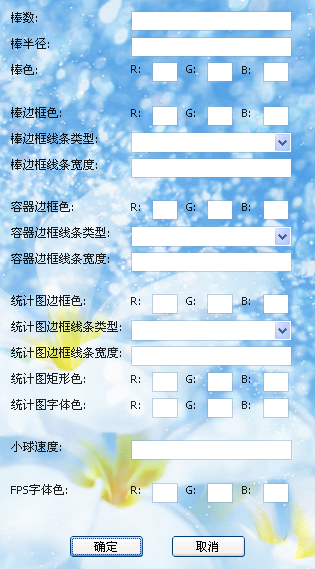 棒数:
棒半径:
棒色: R: G: B:
棒边框色: R: G: B:
棒边框线条类型:
棒边框线条宽度:
容器边框色: R: G: B:
容器边框线条类型:
容器边框线条宽度:
统计图边框色: R: G: B:
统计图边框线条类型:
统计图边框线条宽度:
统计图矩形色: R: G: B:
统计图字体色: R: G: B:
小球速度:
FPS字体色: R: G: B:
确定 取消